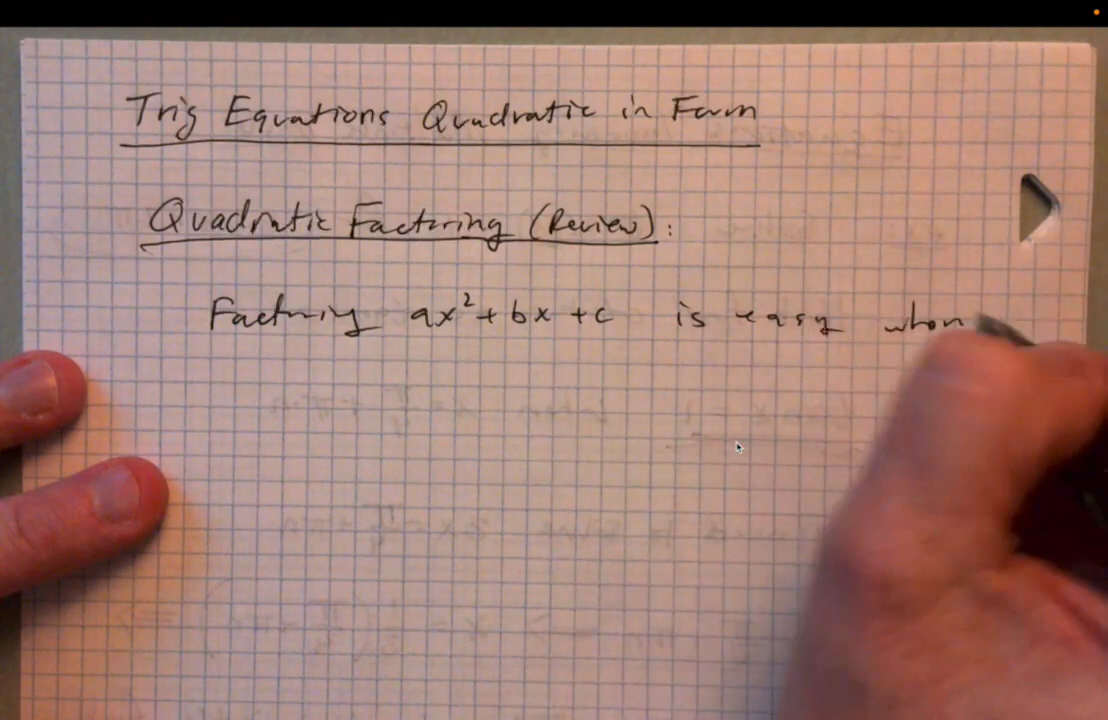 Trig Equations Quadratic in Form
Quadratic Factoring (Review):
Factoring ax²+bx+c is easy when